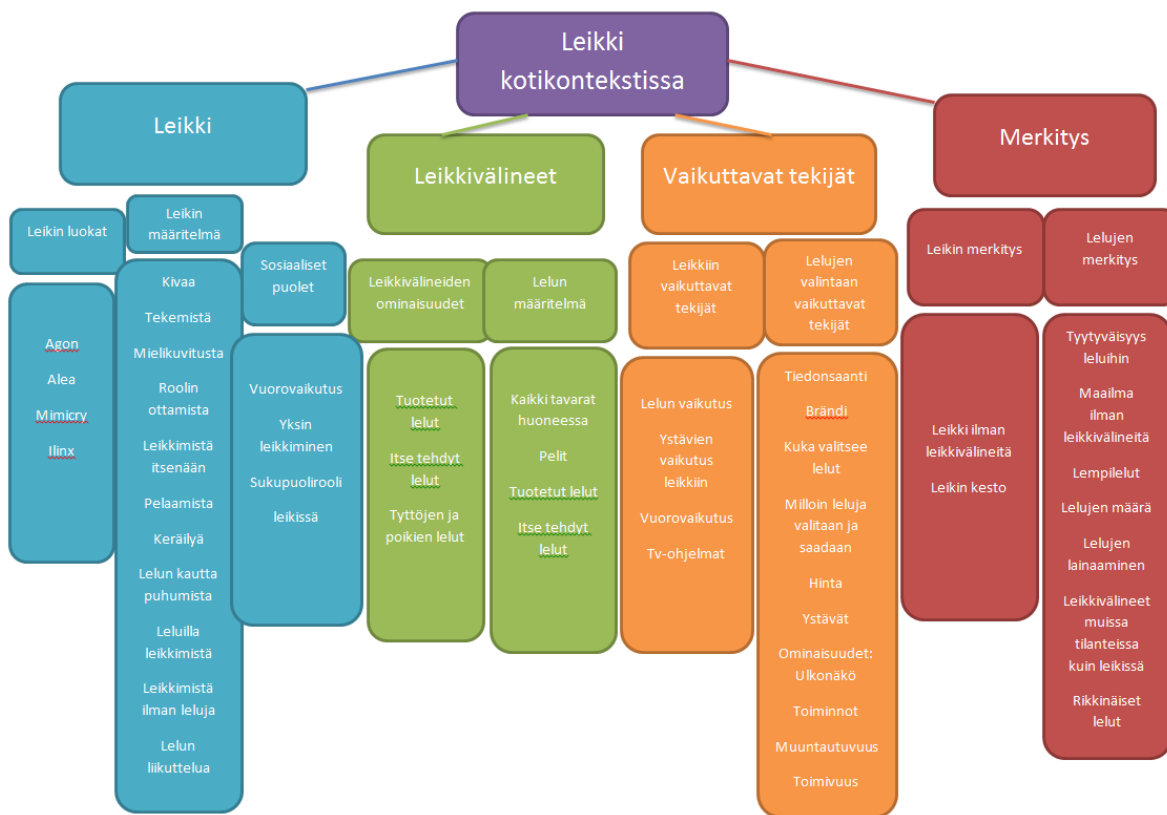 Leikki
kotikontekstissa
Leikki
Leikin luokat
Agon
Alea
Mimicry
Ilinx
Leikin
määritelmä
Kivaa
Tekemistä
Mielikuvitusta
Roolin
ottamista
Leikkimistä
itsenään
Pelaamista
Keräilyä
Lelun kautta
puhumista
Leluilla
leikkimistä
Leikkimistä
ilman leluja
Lelun
liikuttelua
Sosiaaliset
puolet
Vuorovaikutus
Yksin
leikkiminen
Sukupuolirooli
leikissä
Leikkivälineet
Leikkivälineiden
ominaisuudet
Tuotetut
lelut
Itse tehdyt
lelut
Tyttöjen ja
poikien lelut
Lelun
määritelmä
Kaikki tavarat
huoneessa
Pelit
Tuotetut lelut
Itse tehdyt
lelut
Vaikuttavat tekijät
Leikkiin
vaikuttavat
tekijät
Lelun vaikutus
Ystävien
vaikutus
leikkiin
Vuorovaikutus
Tv-ohjelmat
Lelujen
valintaan
vaikuttavat
tekijät
Tiedonsaanti
Brändi
Kuka valitsee
lelut
Milloin leluja
valitaan ja
saadaan
Hinta
Ystävät
Ominaisuudet:
Ulkonäkö
Toiminnot
Muuntautuvuus
Toimivuus
Merkitys
Leikin merkitys
Leikki ilman
leikkivälineitä
Leikin kesto
Lelujen
merkitys
Tyytyväisyys
leluihin
Maailma
ilman
leikkivälineitä
Lempilelut
Lelujen määrä
Lelujen
lainaaminen
Leikkivälineet
muissa
tilanteissa
kuin leikissä
Rikkinäiset
lelut